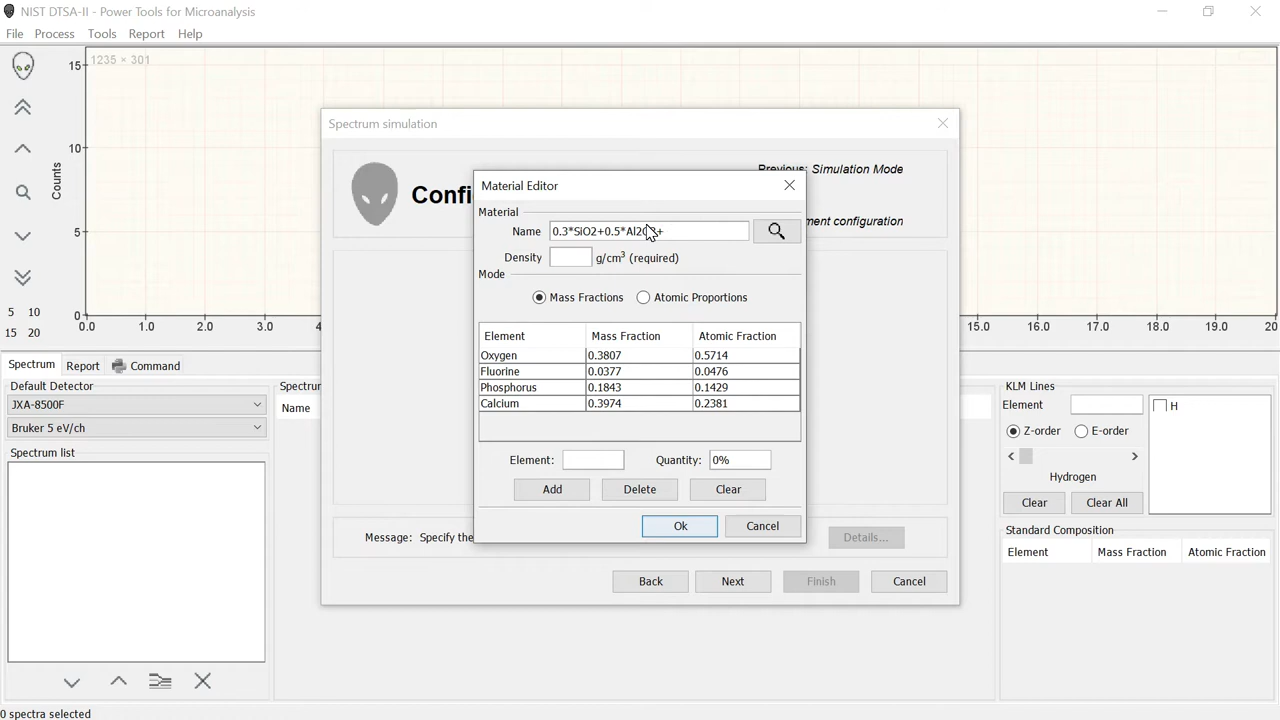 NIST DTSA-II - Power Tools for Microanalysis
File Process Tools Report Help
1235 × 301
15
10
5
0
Counts
0.0 1.0 2.0 3.0 4 15.0 16.0 17.0 18.0 19.0 20
5 10
15 20
Spectrum simulation
Previous: Simulation Mode
Confi
ment configuration
Material Editor
Material
Name 0.3*SiO2+0.5*Al2O3+
Density g/cm3 (required)
Mode
Mass Fractions Atomic Proportions
Element Mass Fraction Atomic Fraction
Oxygen 0.3807 0.5714
Fluorine 0.0377 0.0476
Phosphorus 0.1843 0.1429
Calcium 0.3974 0.2381
Element: Quantity: 0%
Add Delete Clear
Ok Cancel
Message: Specify the
Details...
Back Next Finish Cancel
Spectrum Report Command
Default Detector
JXA-8500F
Bruker 5 eV/ch
Spectrum list
Spectrum
Name
KLM Lines
Element
H
Z-order E-order
< >
Hydrogen
Clear Clear All
Standard Composition
Element Mass Fraction Atomic Fraction
0 spectra selected